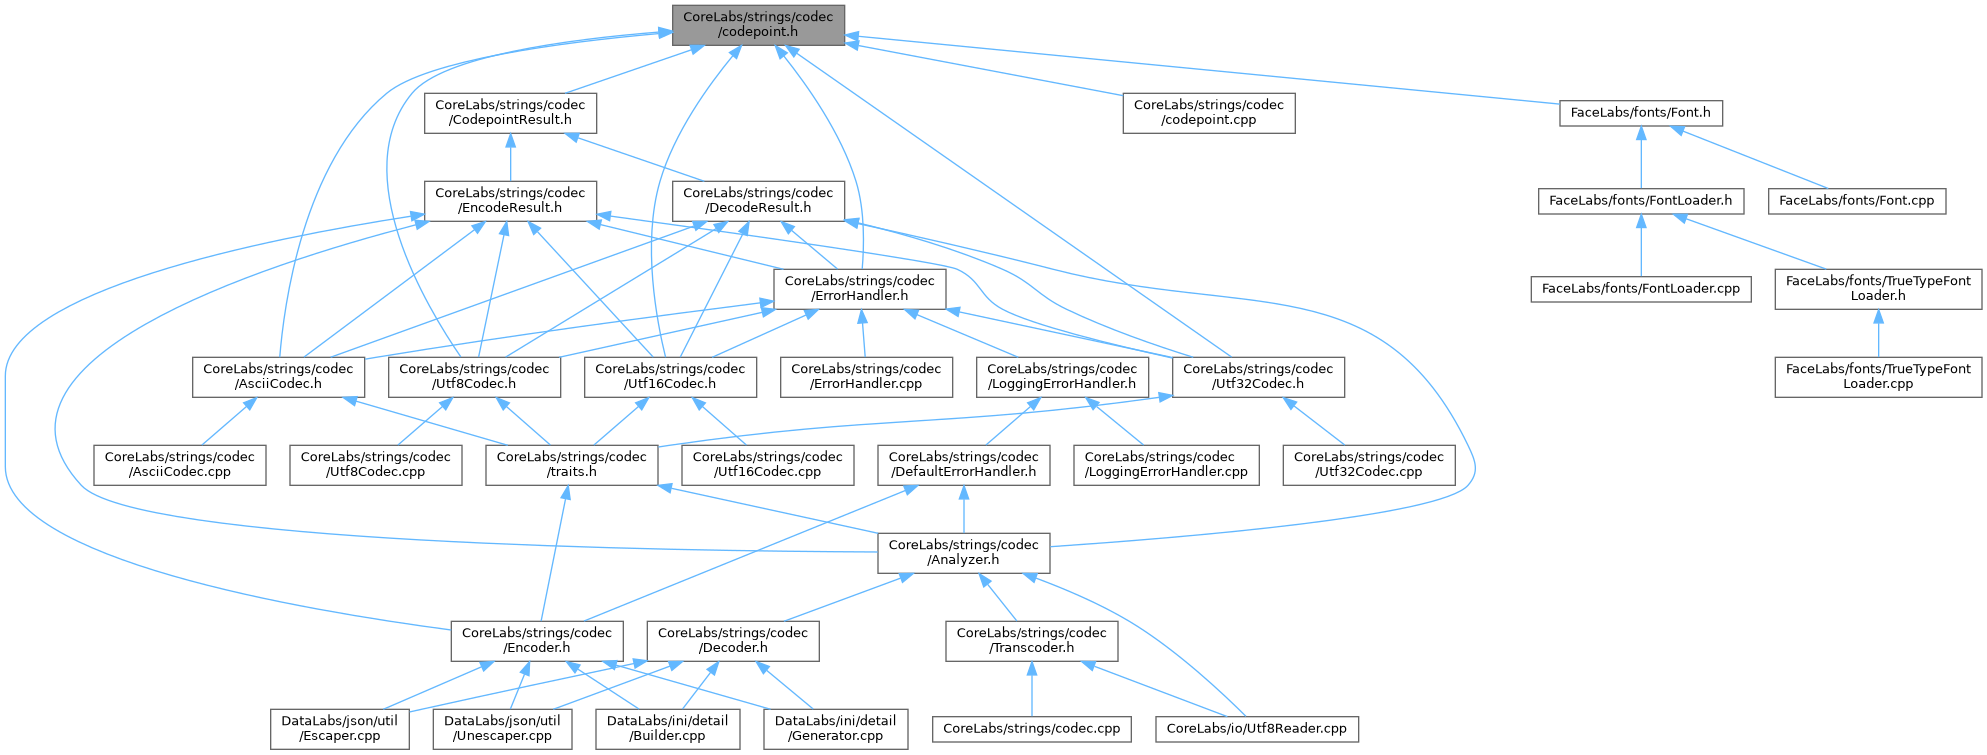 CoreLabs/strings/codec
/codepoint.h
CoreLabs/strings/codec
/CodepointResult.h
CoreLabs/strings/codec
/codepoint.cpp
FaceLabs/fonts/Font.h
CoreLabs/strings/codec
/EncodeResult.h
CoreLabs/strings/codec
/DecodeResult.h
FaceLabs/fonts/FontLoader.h
FaceLabs/fonts/Font.cpp
CoreLabs/strings/codec
/ErrorHandler.h
FaceLabs/fonts/FontLoader.cpp
FaceLabs/fonts/TrueTypeFont
Loader.h
CoreLabs/strings/codec
/AsciiCodec.h
CoreLabs/strings/codec
/Utf8Codec.h
CoreLabs/strings/codec
/Utf16Codec.h
CoreLabs/strings/codec
/ErrorHandler.cpp
CoreLabs/strings/codec
/LoggingErrorHandler.h
CoreLabs/strings/codec
/Utf32Codec.h
FaceLabs/fonts/TrueTypeFont
Loader.cpp
CoreLabs/strings/codec
/AsciiCodec.cpp
CoreLabs/strings/codec
/Utf8Codec.cpp
CoreLabs/strings/codec
/traits.h
CoreLabs/strings/codec
/Utf16Codec.cpp
CoreLabs/strings/codec
/DefaultErrorHandler.h
CoreLabs/strings/codec
/LoggingErrorHandler.cpp
CoreLabs/strings/codec
/Utf32Codec.cpp
CoreLabs/strings/codec
/Analyzer.h
CoreLabs/strings/codec
/Encoder.h
CoreLabs/strings/codec
/Decoder.h
CoreLabs/strings/codec
/Transcoder.h
DataLabs/json/util
/Escaper.cpp
DataLabs/json/util
/Unescaper.cpp
DataLabs/ini/detail
/Builder.cpp
DataLabs/ini/detail
/Generator.cpp
CoreLabs/strings/codec.cpp
CoreLabs/io/Utf8Reader.cpp